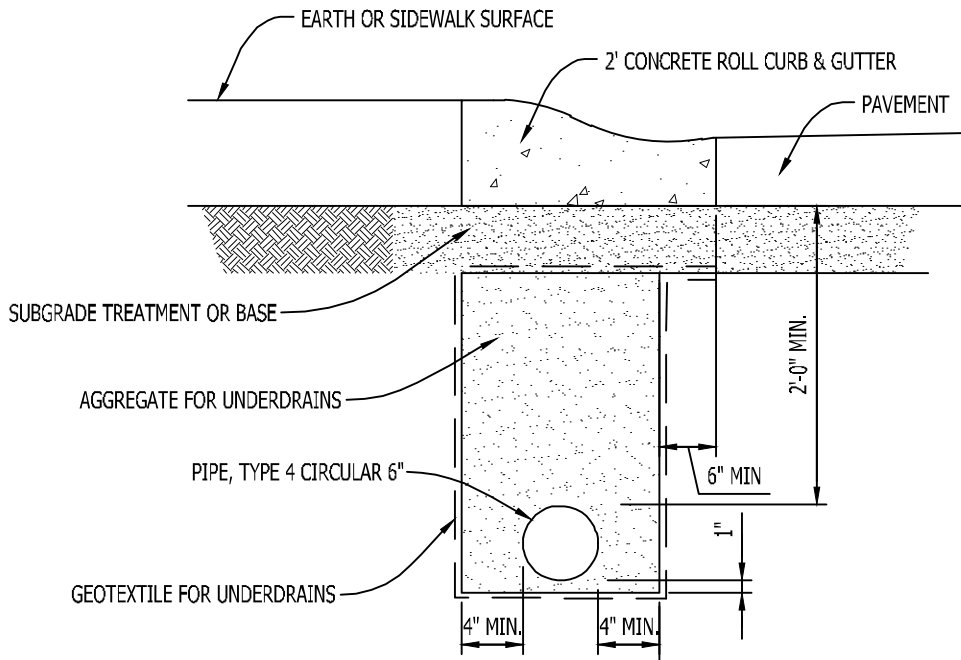 EARTH OR SIDEWALK SURFACE
2' CONCRETE ROLL CURB & GUTTER
PAVEMENT
SUBGRADE TREATMENT OR BASE
2'-0" MIN.
AGGREGATE FOR UNDERDRAINS
PIPE, TYPE 4 CIRCULAR 6"
6" MIN
1"
GEOTEXTILE FOR UNDERDRAINS
4" MIN.
4" MIN.